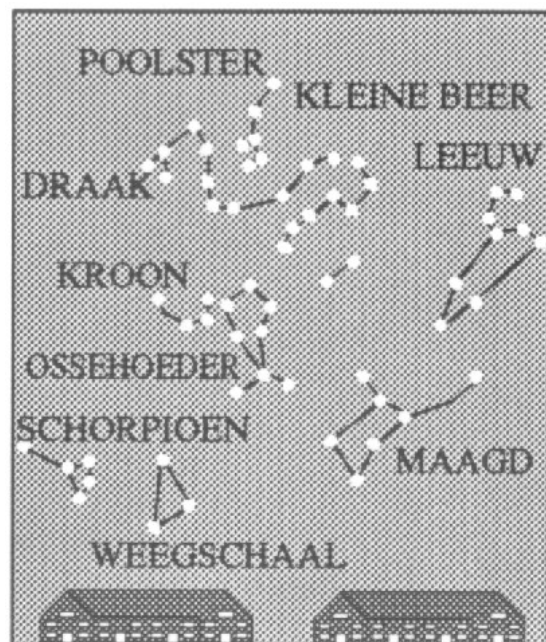 POOLSTER
KLEINE BEER
LEEUW
DRAAK
KROON
OSSEHOEDER
SCHORPIOEN
MAAGD
WEEGSCHAAL